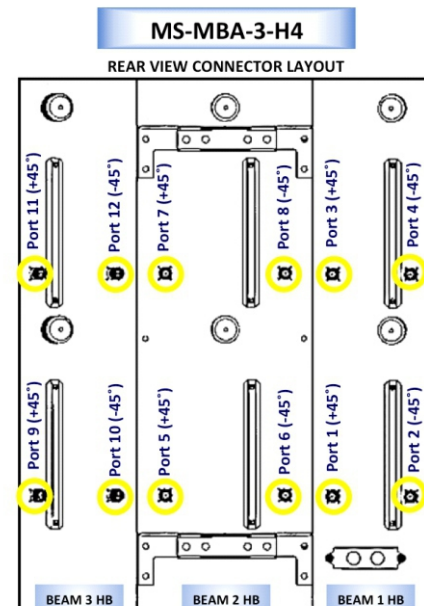 MS-MBA-3-H4
REAR VIEW CONNECTOR LAYOUT
Port 11 (+45˚)
Port 12 (-45˚)
Port 7 (+45˚)
Port 8 (-45˚)
Port 3 (+45˚)
Port 4 (-45˚)
Port 9 (+45˚)
Port 10 (-45˚)
Port 5 (+45˚)
Port 6 (-45˚)
Port 1 (+45˚)
Port 2 (-45˚)
BEAM 3 HB
BEAM 2 HB
BEAM 1 HB